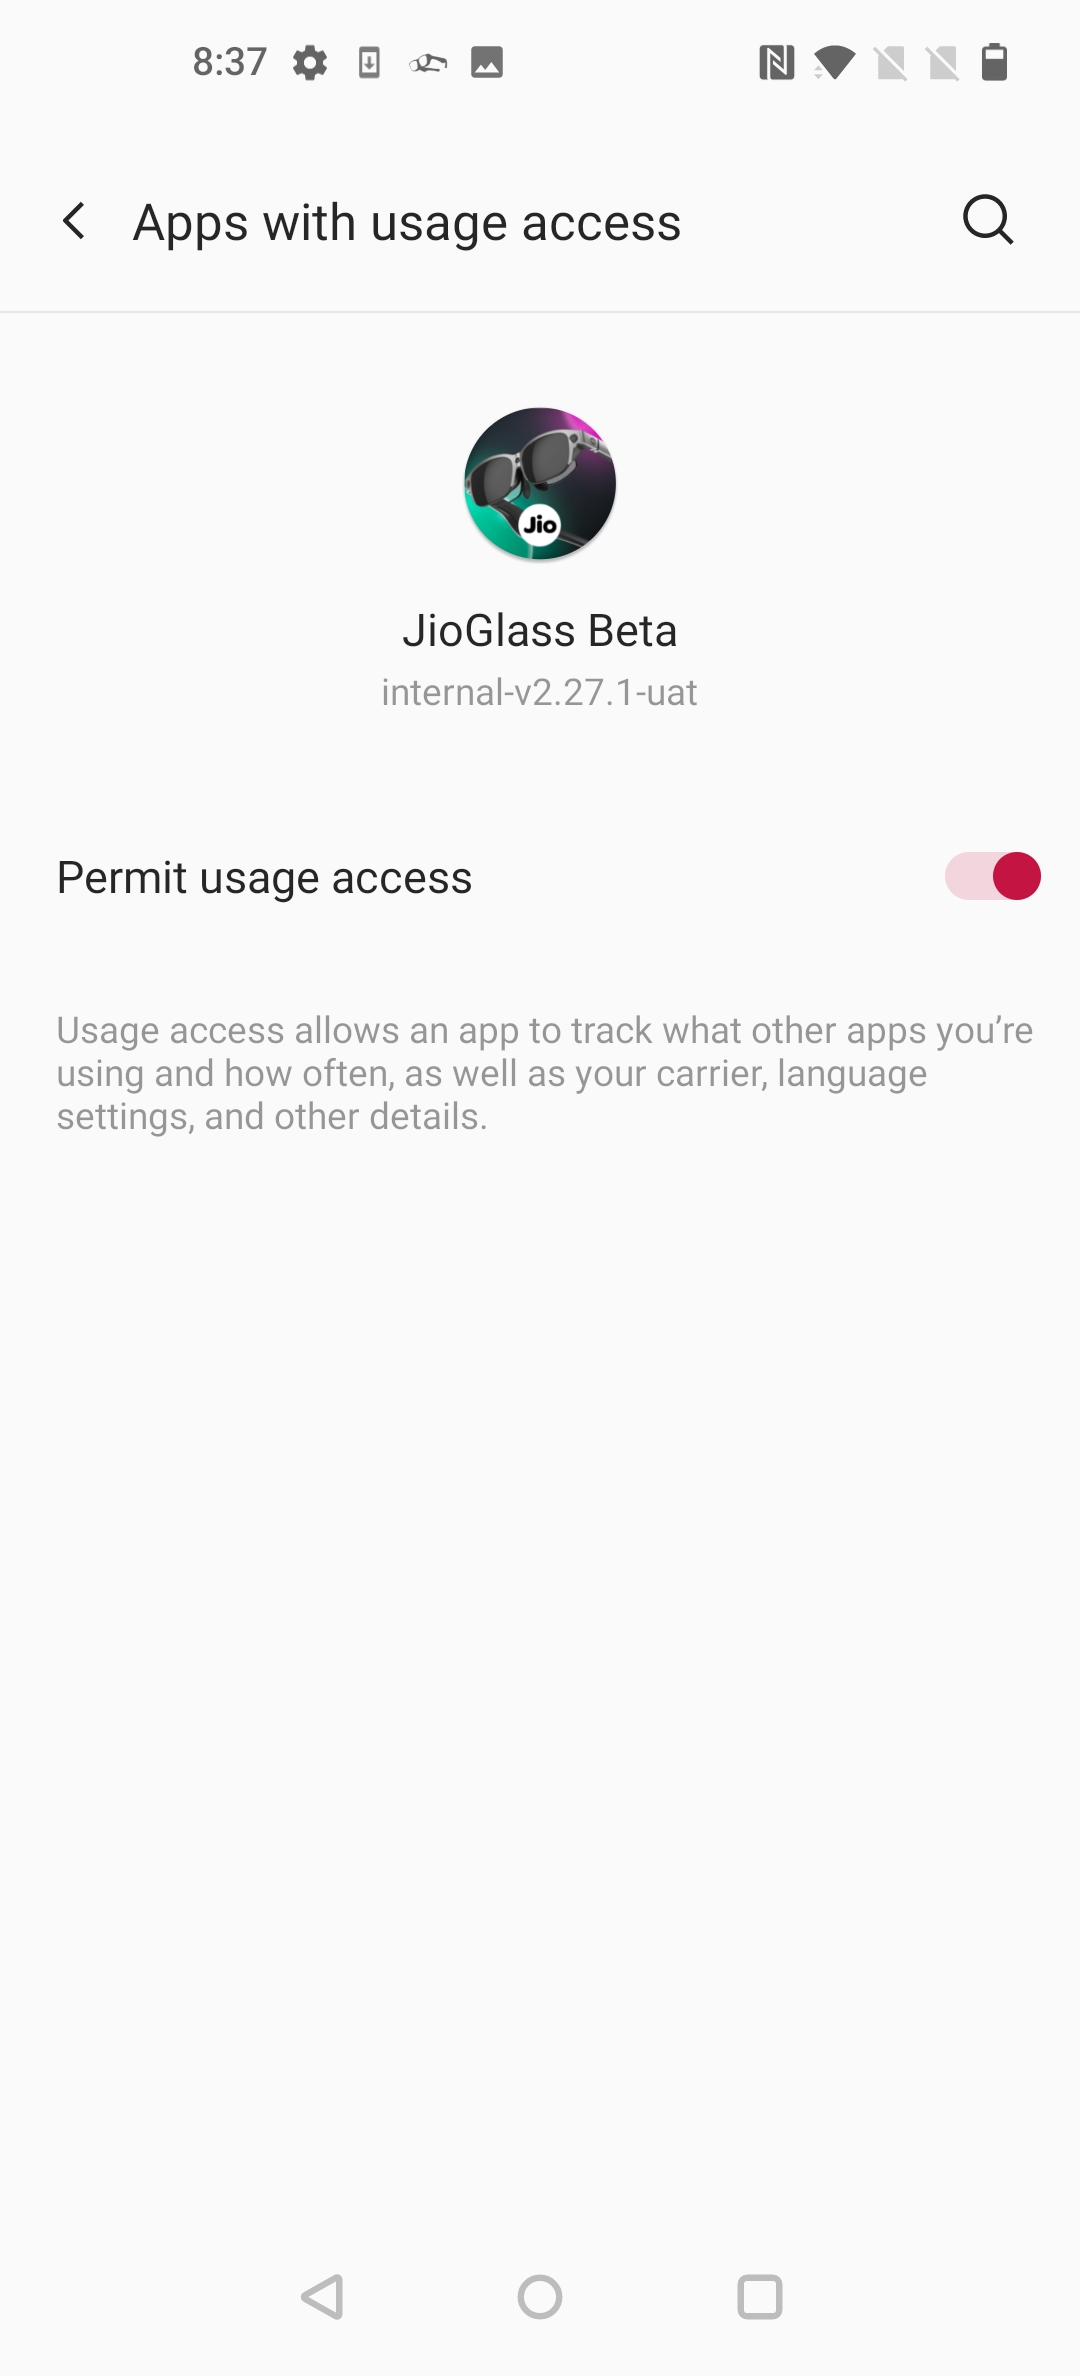 8:37
Apps with usage access
Jio
JioGlass Beta
internal-v2.27.1-uat
Permit usage access
Usage access allows an app to track what other apps you’re
using and how often, as well as your carrier, language
settings, and other details.